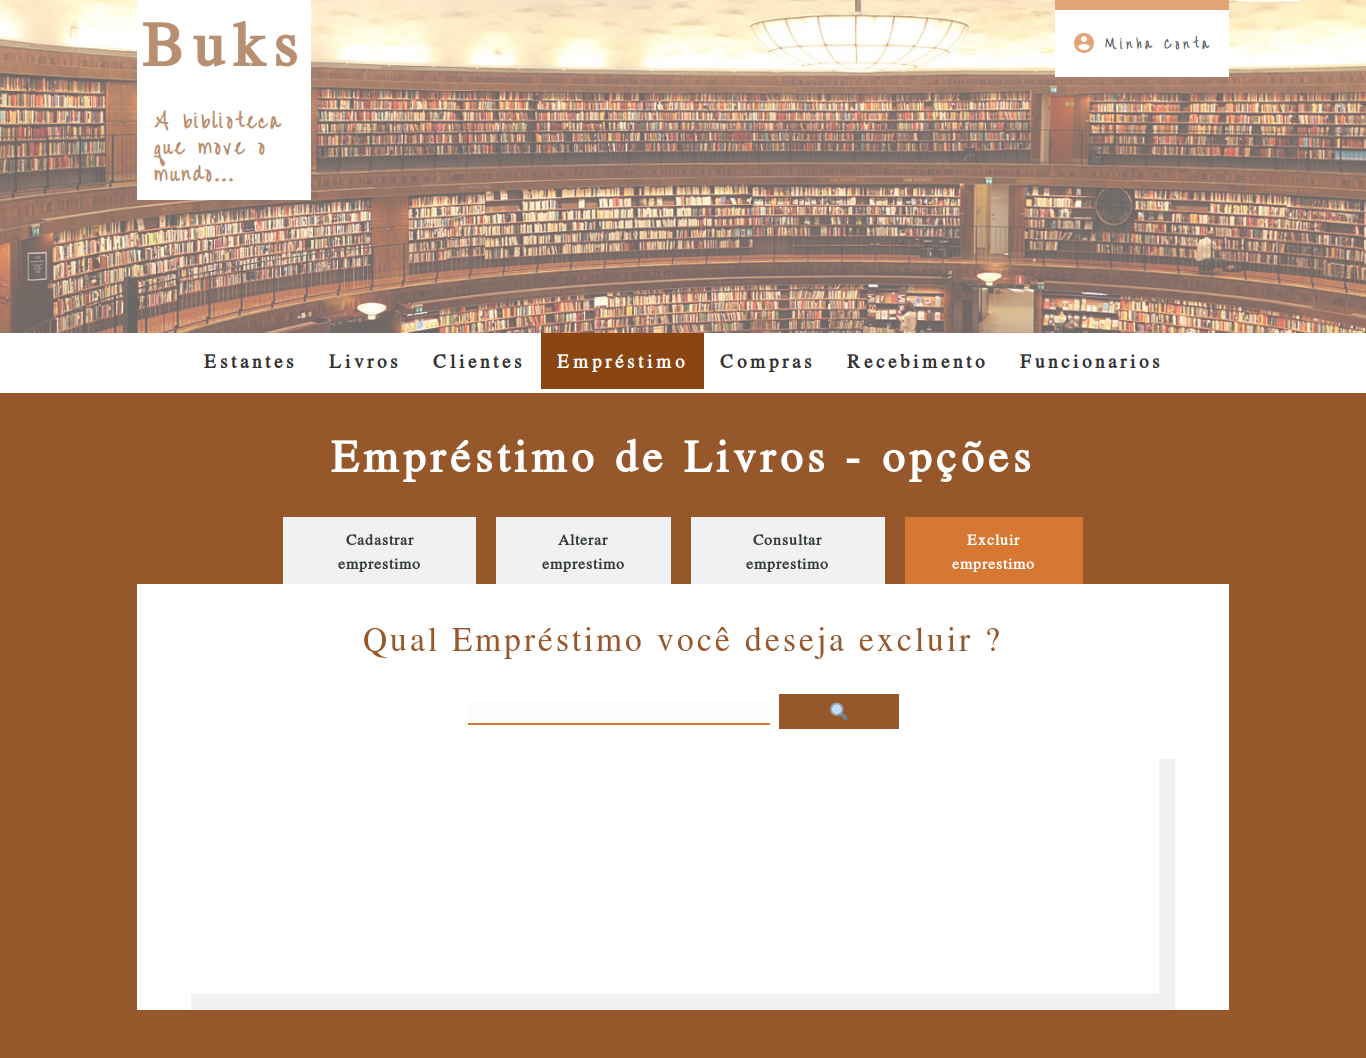 Buks
A biblioteca
que move o
mundo...
Minha conta
Estantes Livros Clientes Empréstimo Compras Recebimento Funcionarios
Empréstimo de Livros - opções
Cadastrar
emprestimo
Alterar
emprestimo
Consultar
emprestimo
Excluir
emprestimo
Qual Empréstimo você deseja excluir ?